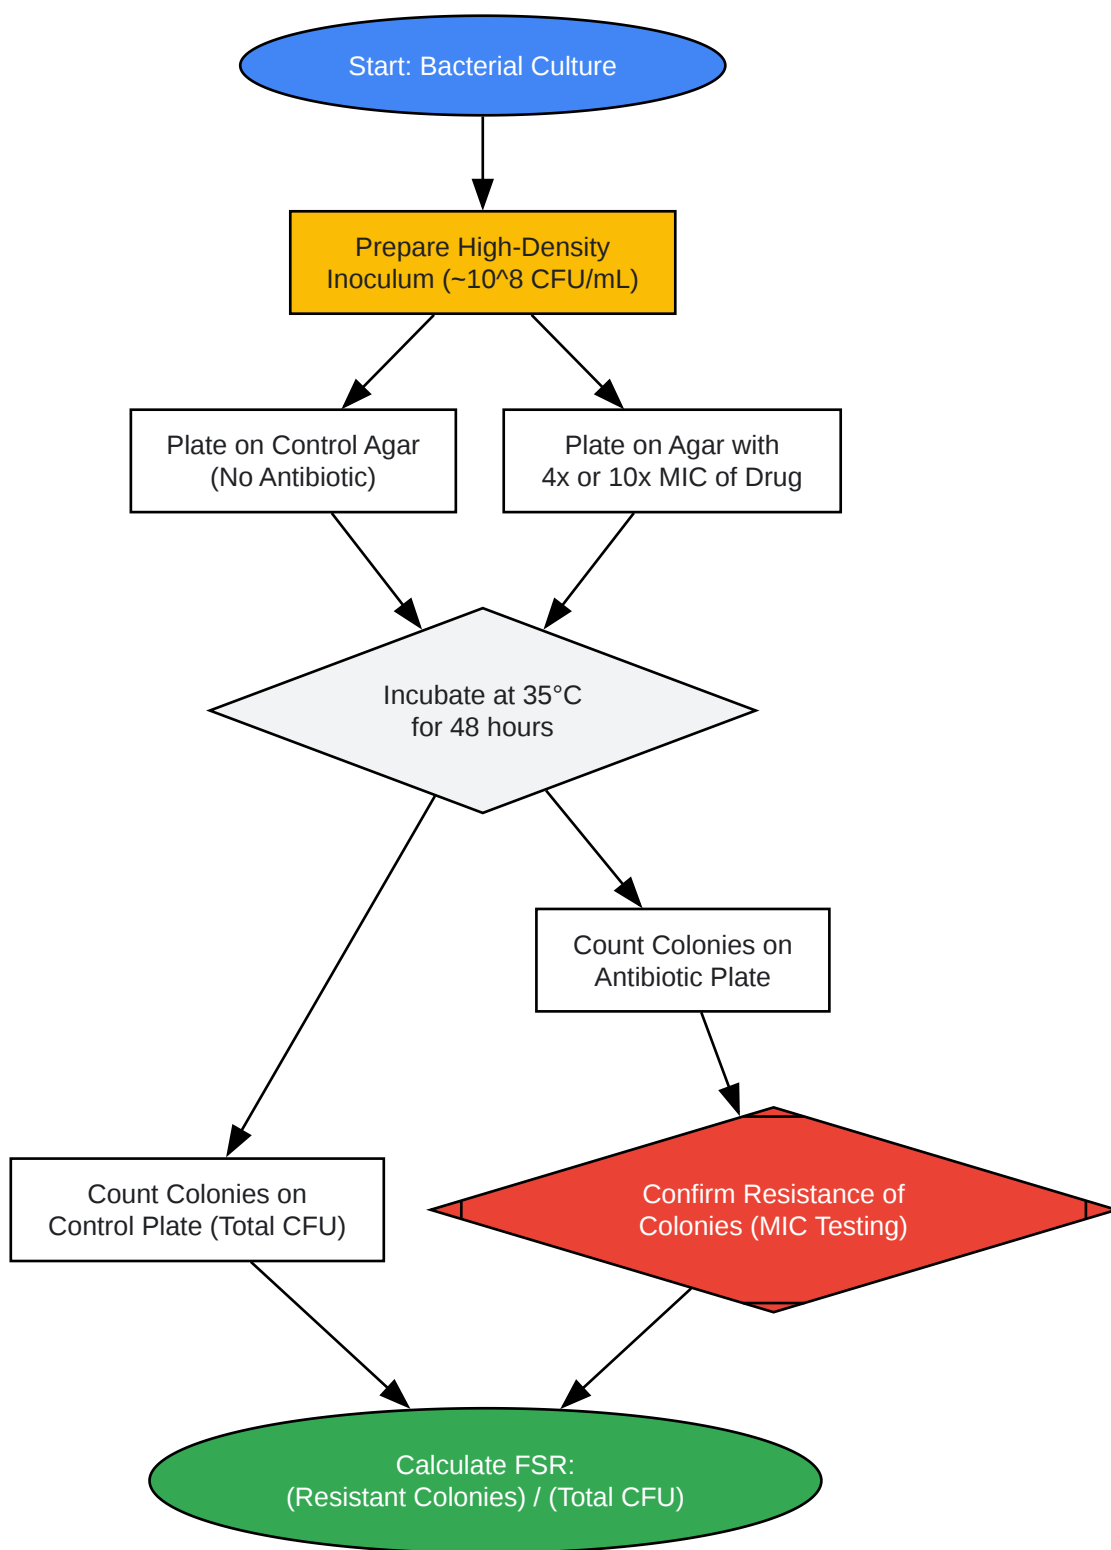 Start: Bacterial Culture
Prepare High-Density
Inoculum (~10^8 CFU/mL)
Plate on Control Agar
(No Antibiotic)
Plate on Agar with
4x or 10x MIC of Drug
Incubate at 35°C
for 48 hours
Count Colonies on
Antibiotic Plate
Count Colonies on
Control Plate (Total CFU)
Confirm Resistance of
Colonies (MIC Testing)
Calculate FSR:
(Resistant Colonies) / (Total CFU)